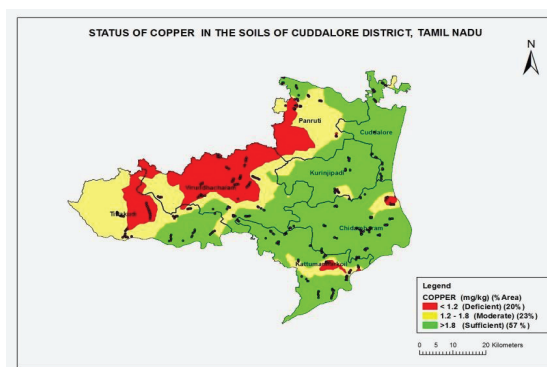 STATUS OF COPPER IN THE SOILS OF CUDDALORE DISTRICT, TAMIL NADU
N
Panruti
Cuddalore
Kurinjipadi
Chidambaram
Legend
COPPER (mg/kg) (% Area)
< 1.2 (Deficient) (20%)
1.2 - 1.8 (Moderate) (23%)
>1.8 (Sufficient) (57 %)
0 5 10 20 Kilometers